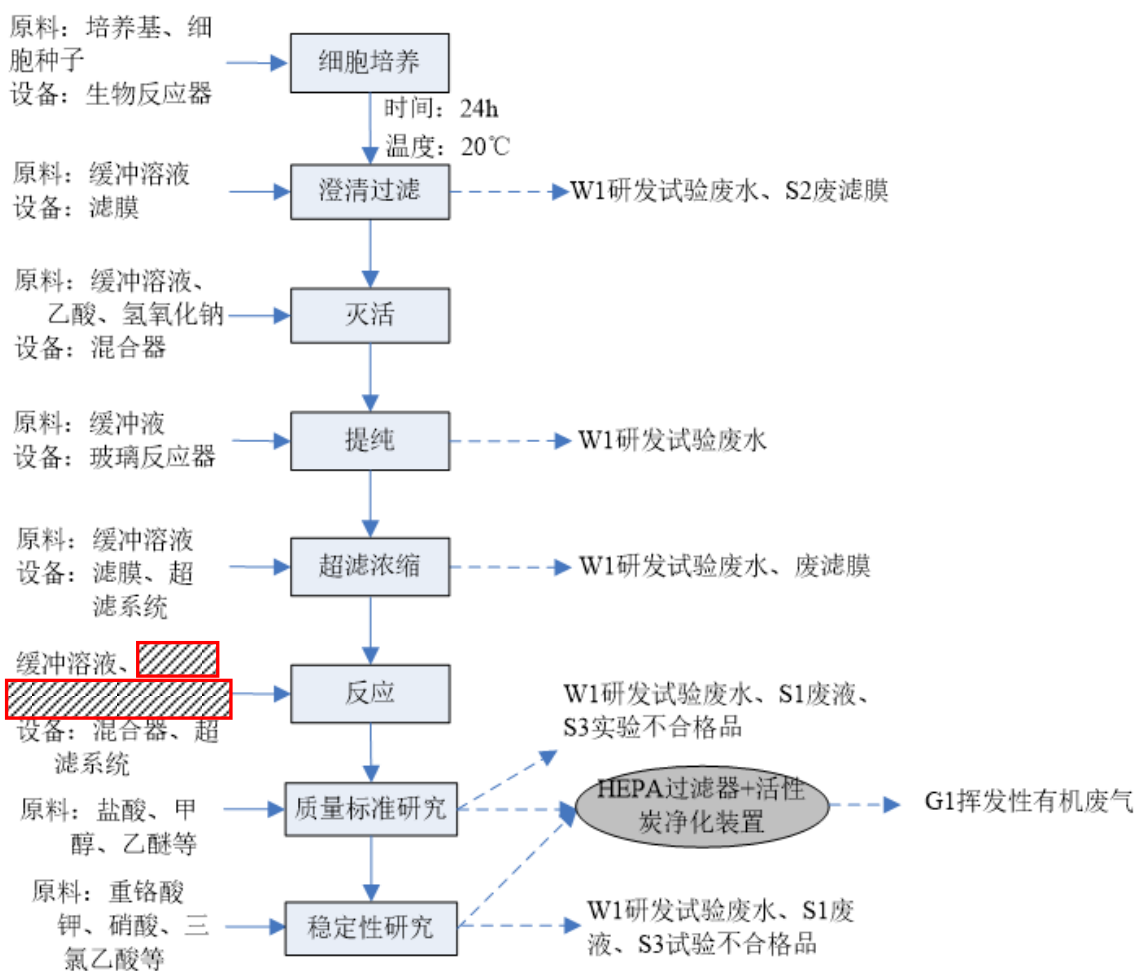 原料：培养基、细
胞种子
设备：生物反应器
细胞培养
时间：24h
温度：20℃
原料：缓冲溶液
设备：滤膜
澄清过滤
W1研发试验废水、S2废滤膜
原料：缓冲溶液、
乙酸、氢氧化钠
设备：混合器
灭活
原料：缓冲液
设备：玻璃反应器
提纯
W1研发试验废水
原料：缓冲溶液
设备：滤膜、超
滤系统
超滤浓缩
W1研发试验废水、废滤膜
缓冲溶液、
设备：混合器、超
滤系统
反应
W1研发试验废水、S1废液、
S3实验不合格品
原料：盐酸、甲
醇、乙醚等
质量标准研究
HEPA过滤器+活性
炭净化装置
G1挥发性有机废气
原料：重铬酸
钾、硝酸、三
氯乙酸等
稳定性研究
W1研发试验废水、S1废
液、S3试验不合格品